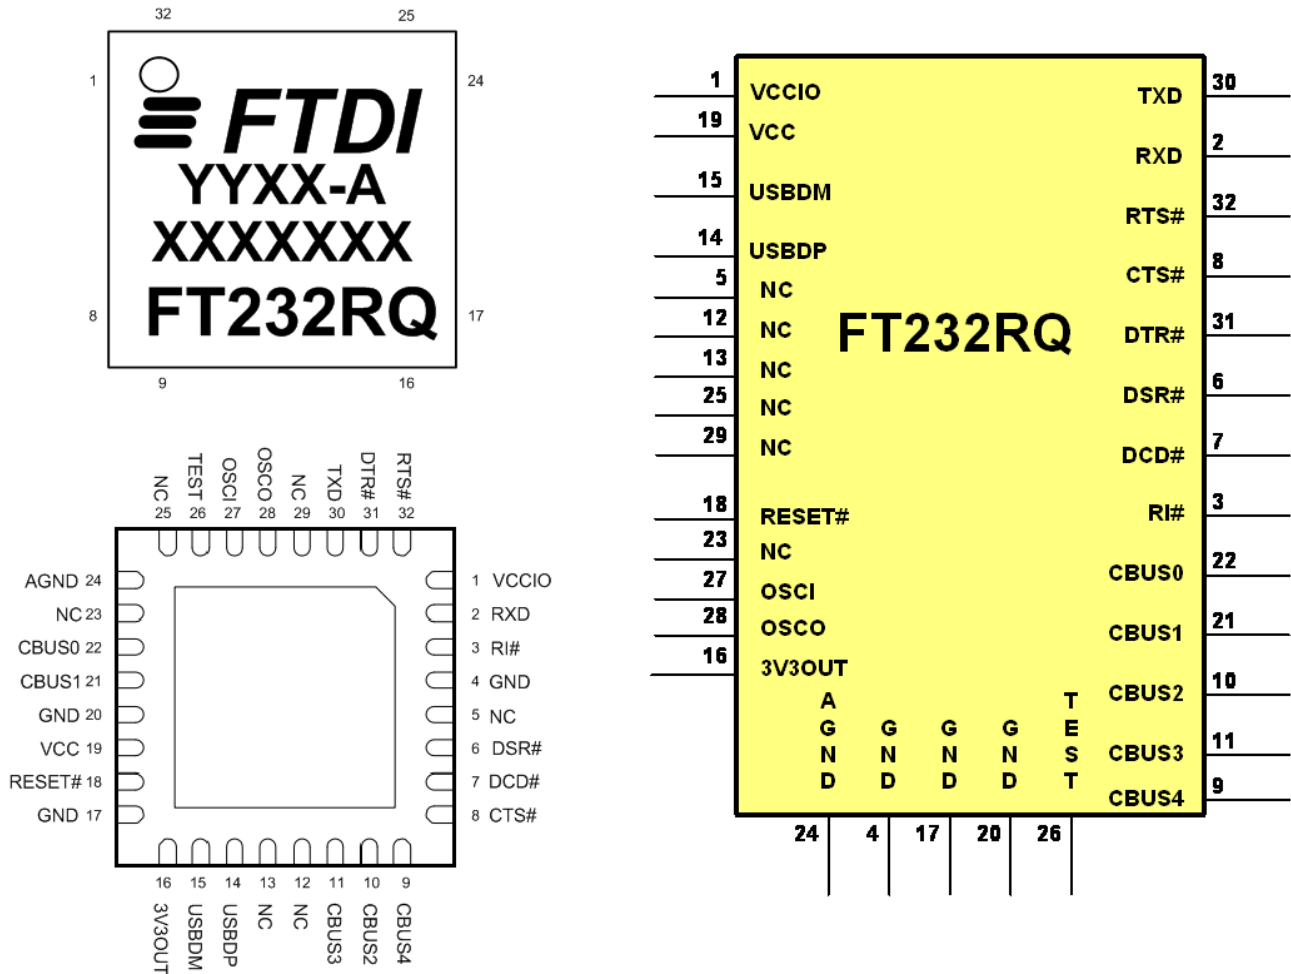 32 25
1 24
FTDI
YYXX-A
XXXXXXX
FT232RQ
8 17
9 16
NC TEST OSCI OSCO NC TXD DTR# RTS#
25 26 27 28 29 30 31 32
AGND 24 1 VCCIO
NC 23 2 RXD
CBUS0 22 3 RI#
CBUS1 21 4 GND
GND 20 5 NC
VCC 19 6 DSR#
RESET# 18 7 DCD#
GND 17 8 CTS#
16 15 14 13 12 11 10 9
3V3OUT USBDM USBDP NC NC CBUS3 CBUS2 CBUS4
FT232RQ
1 VCCIO
19 VCC
15 USBDM
14 USBDP
5 NC
12 NC
13 NC
25 NC
29 NC
18 RESET#
23 NC
27 OSCI
28 OSCO
16 3V3OUT
TXD 30
RXD 2
RTS# 32
CTS# 8
DTR# 31
DSR# 6
DCD# 7
RI# 3
CBUS0 22
CBUS1 21
CBUS2 10
CBUS3 11
CBUS4 9
AGND GND GND GND TEST
24 4 17 20 26